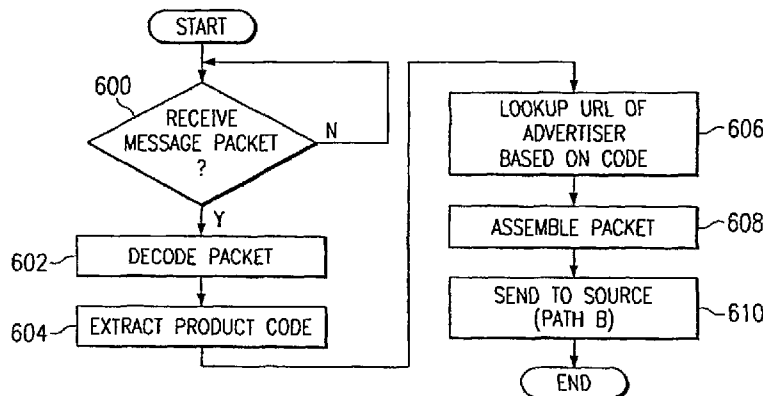 START
600
RECEIVE
MESSAGE PACKET
?
N
Y
602
DECODE PACKET
604
EXTRACT PRODUCT CODE
LOOKUP URL OF
ADVERTISER
BASED ON CODE
606
ASSEMBLE PACKET
608
SEND TO SOURCE
(PATH B)
610
END